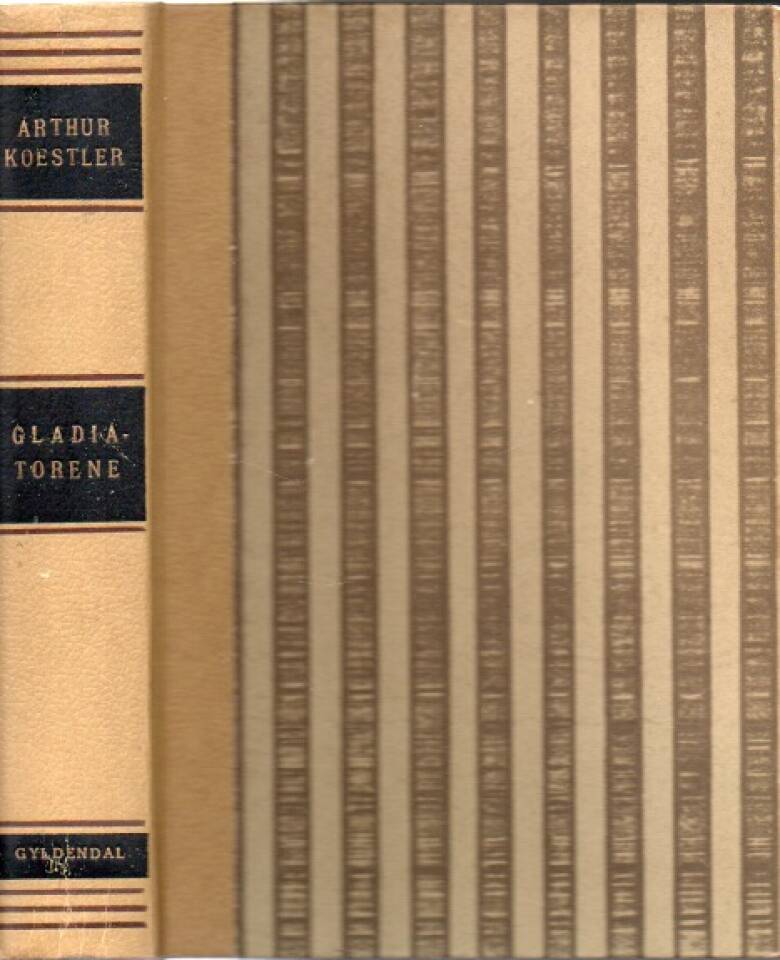 ARTHUR
KOESTLER
GLADIA-
TORENE
GYLDENDAL